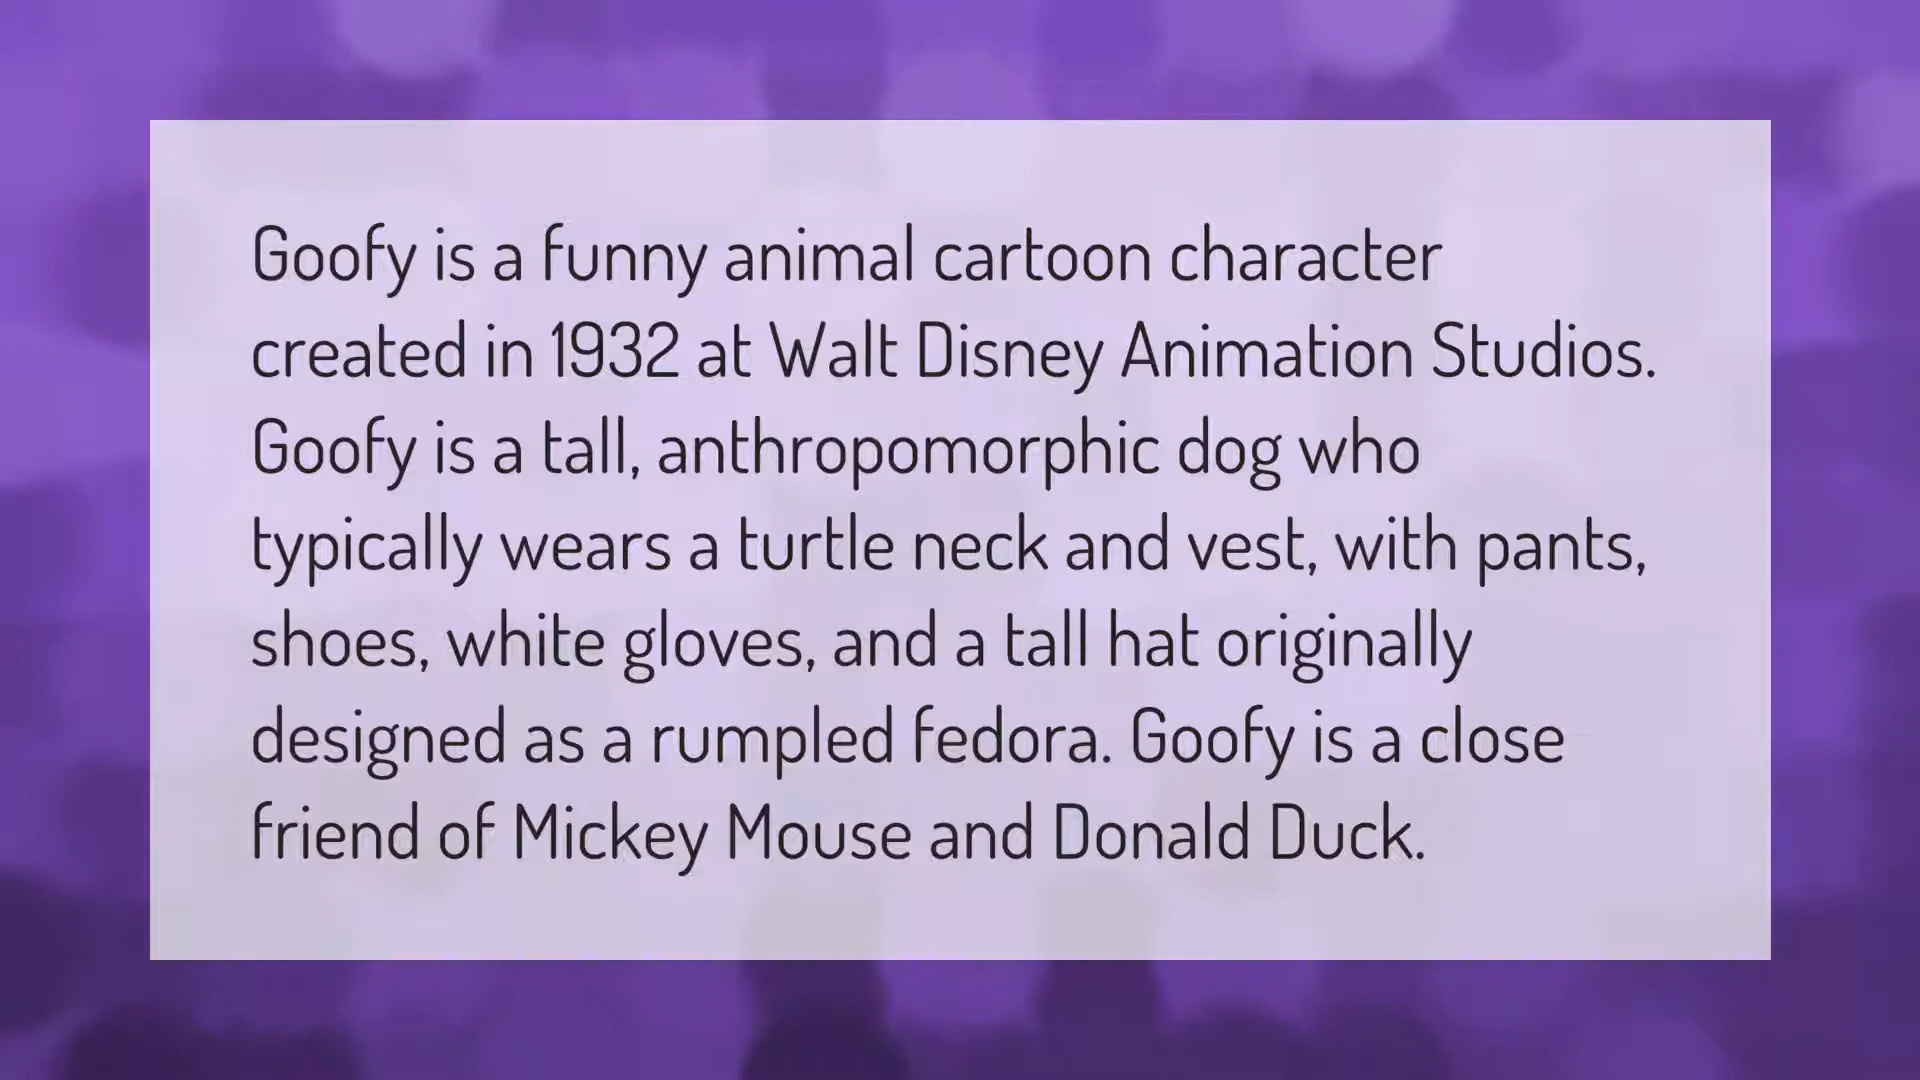 Goofy is a funny animal cartoon character
created in 1932 at Walt Disney Animation Studios.
Goofy is a tall, anthropomorphic dog who
typically wears a turtle neck and vest, with pants,
shoes, white gloves, and a tall hat originally
designed as a rumpled fedora. Goofy is a close
friend of Mickey Mouse and Donald Duck.